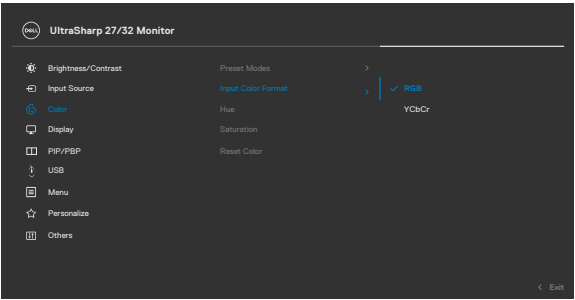 DELL UltraSharp 27/32 Monitor
Brightness/Contrast Preset Modes >
Input Source Input Color Format > ✓ RGB
Color Hue YCbCr
Display Saturation
PIP/PBP Reset Color
USB
Menu
Personalize
Others
< Exit